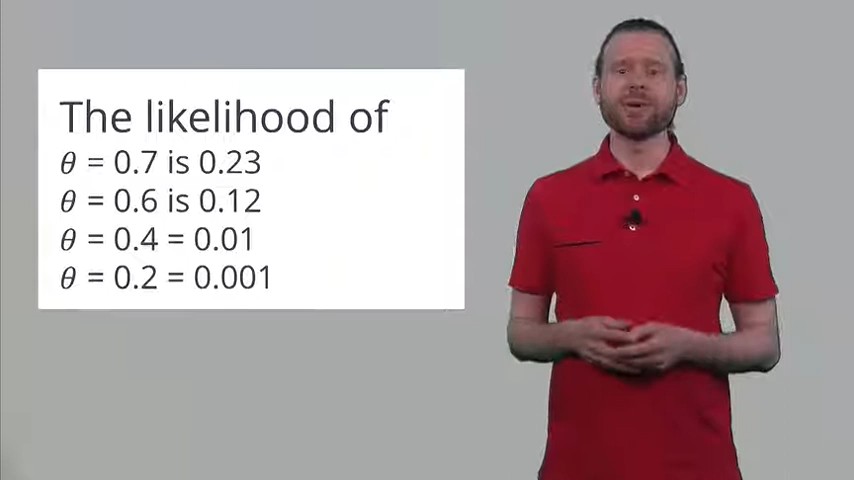 The likelihood of
θ = 0.7 is 0.23
θ = 0.6 is 0.12
θ = 0.4 = 0.01
θ = 0.2 = 0.001